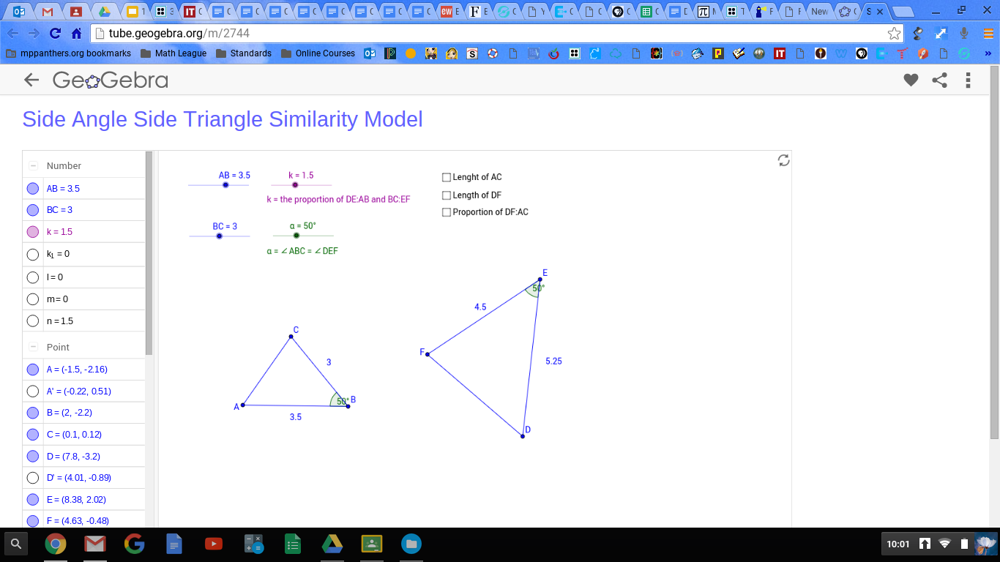 mppanthers.org bookmarks
Math League
Standards
Online Courses
tube.geogebra.org/m/2744
New
GeoGebra
Side Angle Side Triangle Similarity Model
Number
AB = 3.5
BC = 3
k = 1.5
k₁ = 0
l = 0
m = 0
n = 1.5
Point
A = (-1.5, -2.16)
A' = (-0.22, 0.51)
B = (2, -2.2)
C = (0.1, 0.12)
D = (7.8, -3.2)
D' = (4.01, -0.89)
E = (8.38, 2.02)
F = (4.63, -0.48)
AB = 3.5
k = 1.5
k = the proportion of DE:AB and BC:EF
BC = 3
α = 50°
α = ∠ABC = ∠DEF
Lenght of AC
Length of DF
Proportion of DF:AC
E
50°
4.5
F
5.25
D
C
3
A
50°
B
3.5
10:01